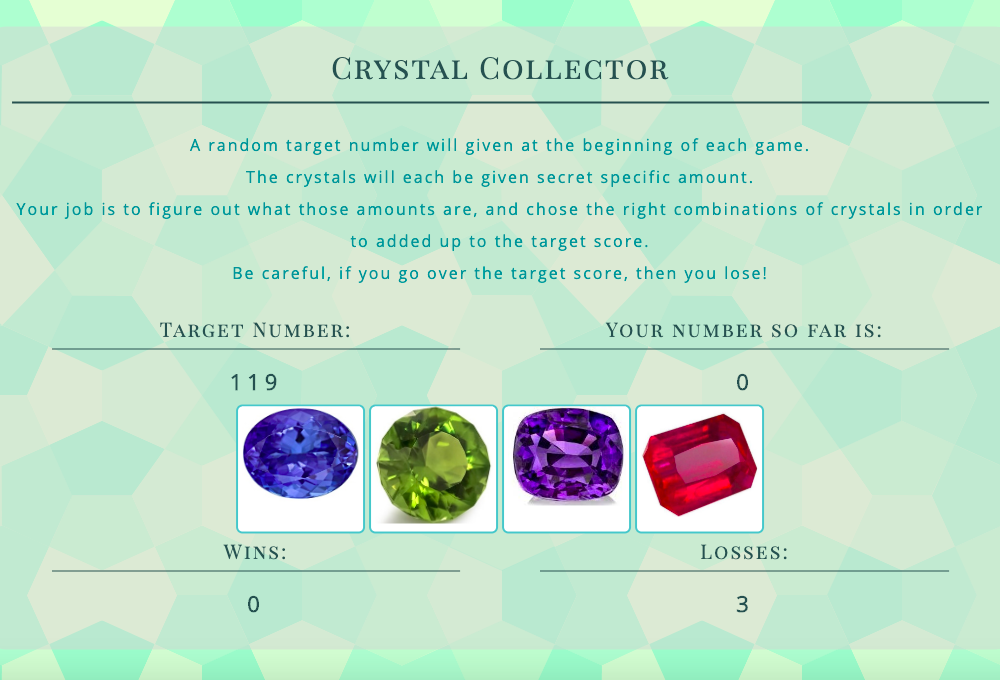 Crystal Collector
A random target number will given at the beginning of each game.
The crystals will each be given secret specific amount.
Your job is to figure out what those amounts are, and chose the right combinations of crystals in order
to added up to the target score.
Be careful, if you go over the target score, then you lose!
Target Number:
Your number so far is:
119
0
Wins:
Losses:
0
3